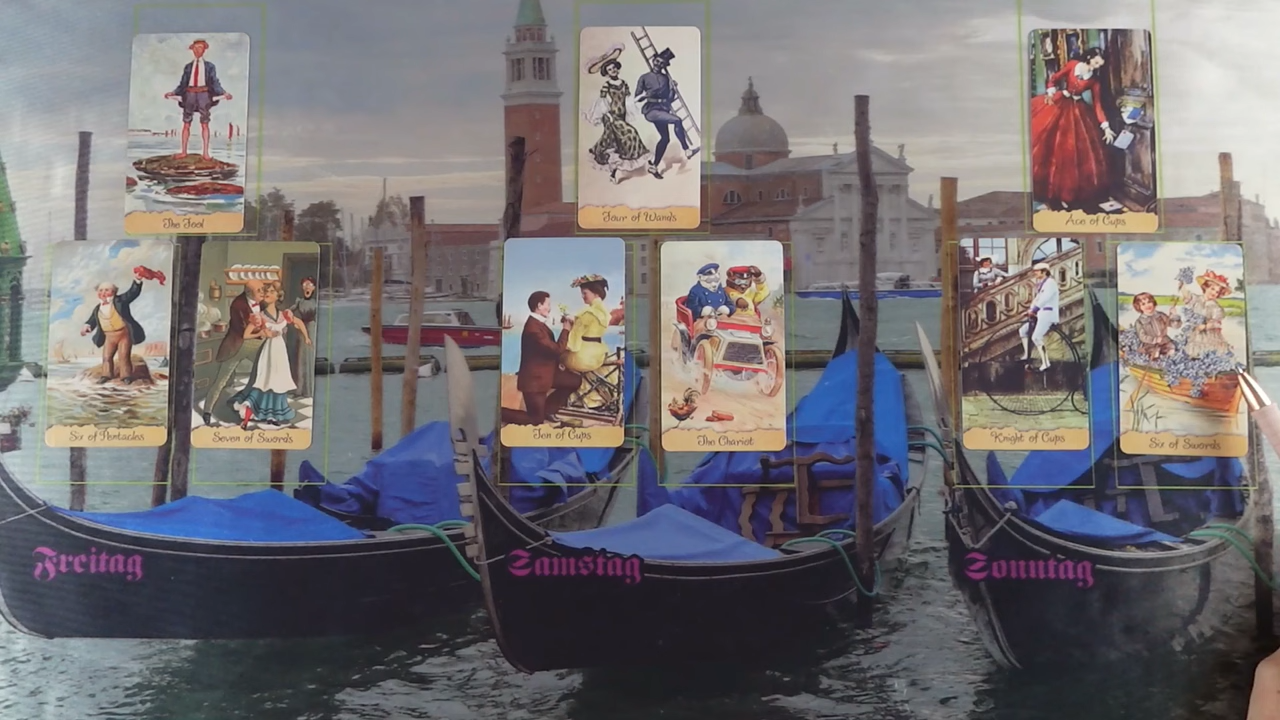 The Fool
Four of Wands
Ace of Cups
Six of Pentacles
Seven of Swords
Ten of Cups
The Chariot
Knight of Cups
Six of Swords
Freitag
Samstag
Sonntag